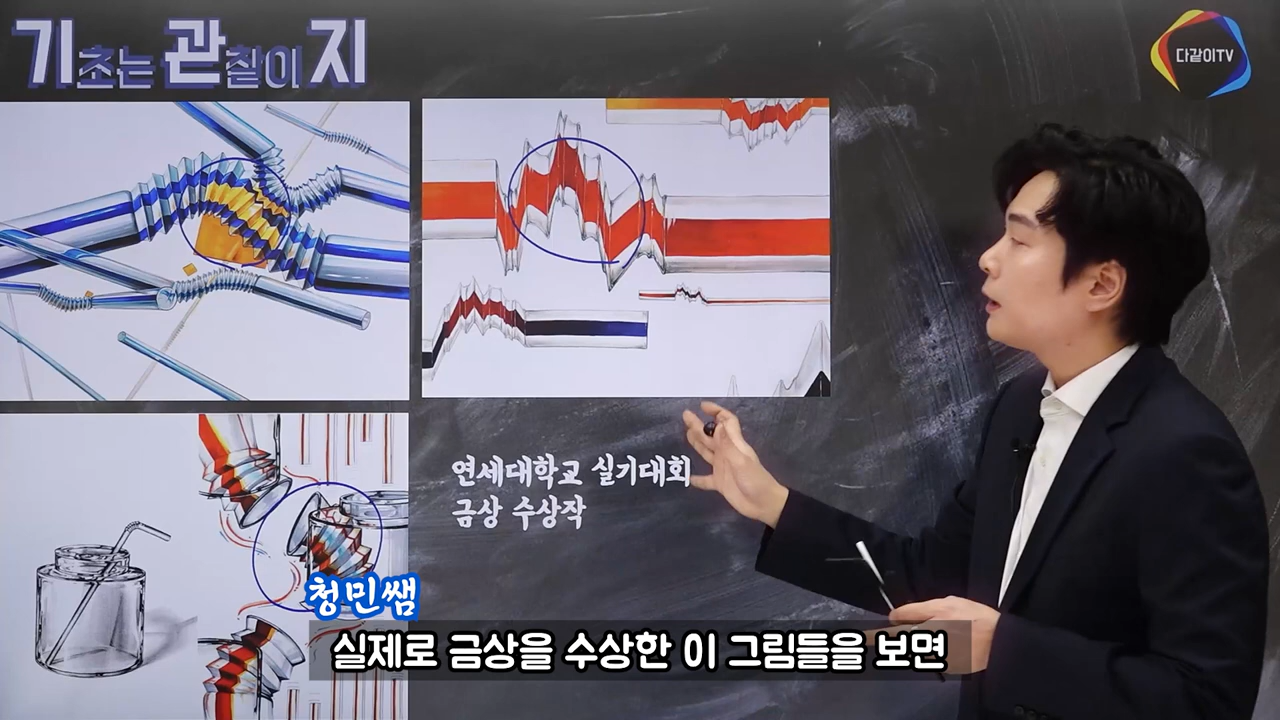 기초는 관찰이지
다같이TV
연세대학교 실기대회
금상 수상작
청민쌤
실제로 금상을 수상한 이 그림들을 보면